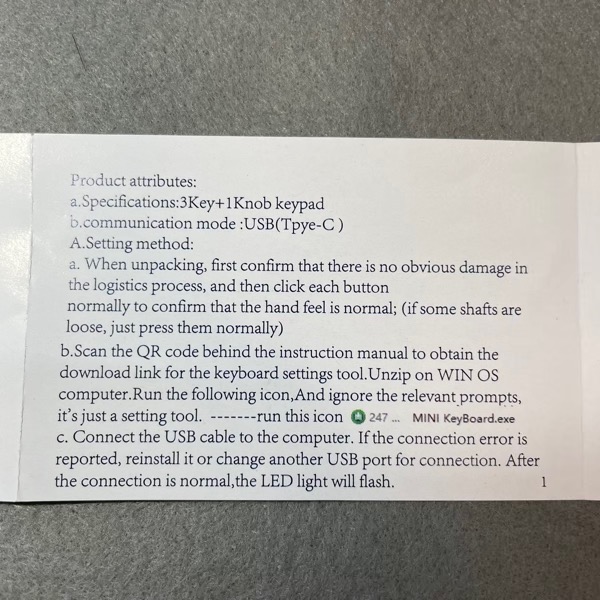 Product attributes:
a.Specifications:3Key+1Knob keypad
b.communication mode :USB(Tpye-C )
A.Setting method:
a. When unpacking, first confirm that there is no obvious damage in
the logistics process, and then click each button
normally to confirm that the hand feel is normal; (if some shafts are
loose, just press them normally)
b.Scan the QR code behind the instruction manual to obtain the
download link for the keyboard settings tool.Unzip on WIN OS
computer.Run the following icon,And ignore the relevant prompts,
it's just a setting tool. -------run this icon 247 ... MINI KeyBoard.exe
c. Connect the USB cable to the computer. If the connection error is
reported, reinstall it or change another USB port for connection. After
the connection is normal,the LED light will flash.
1